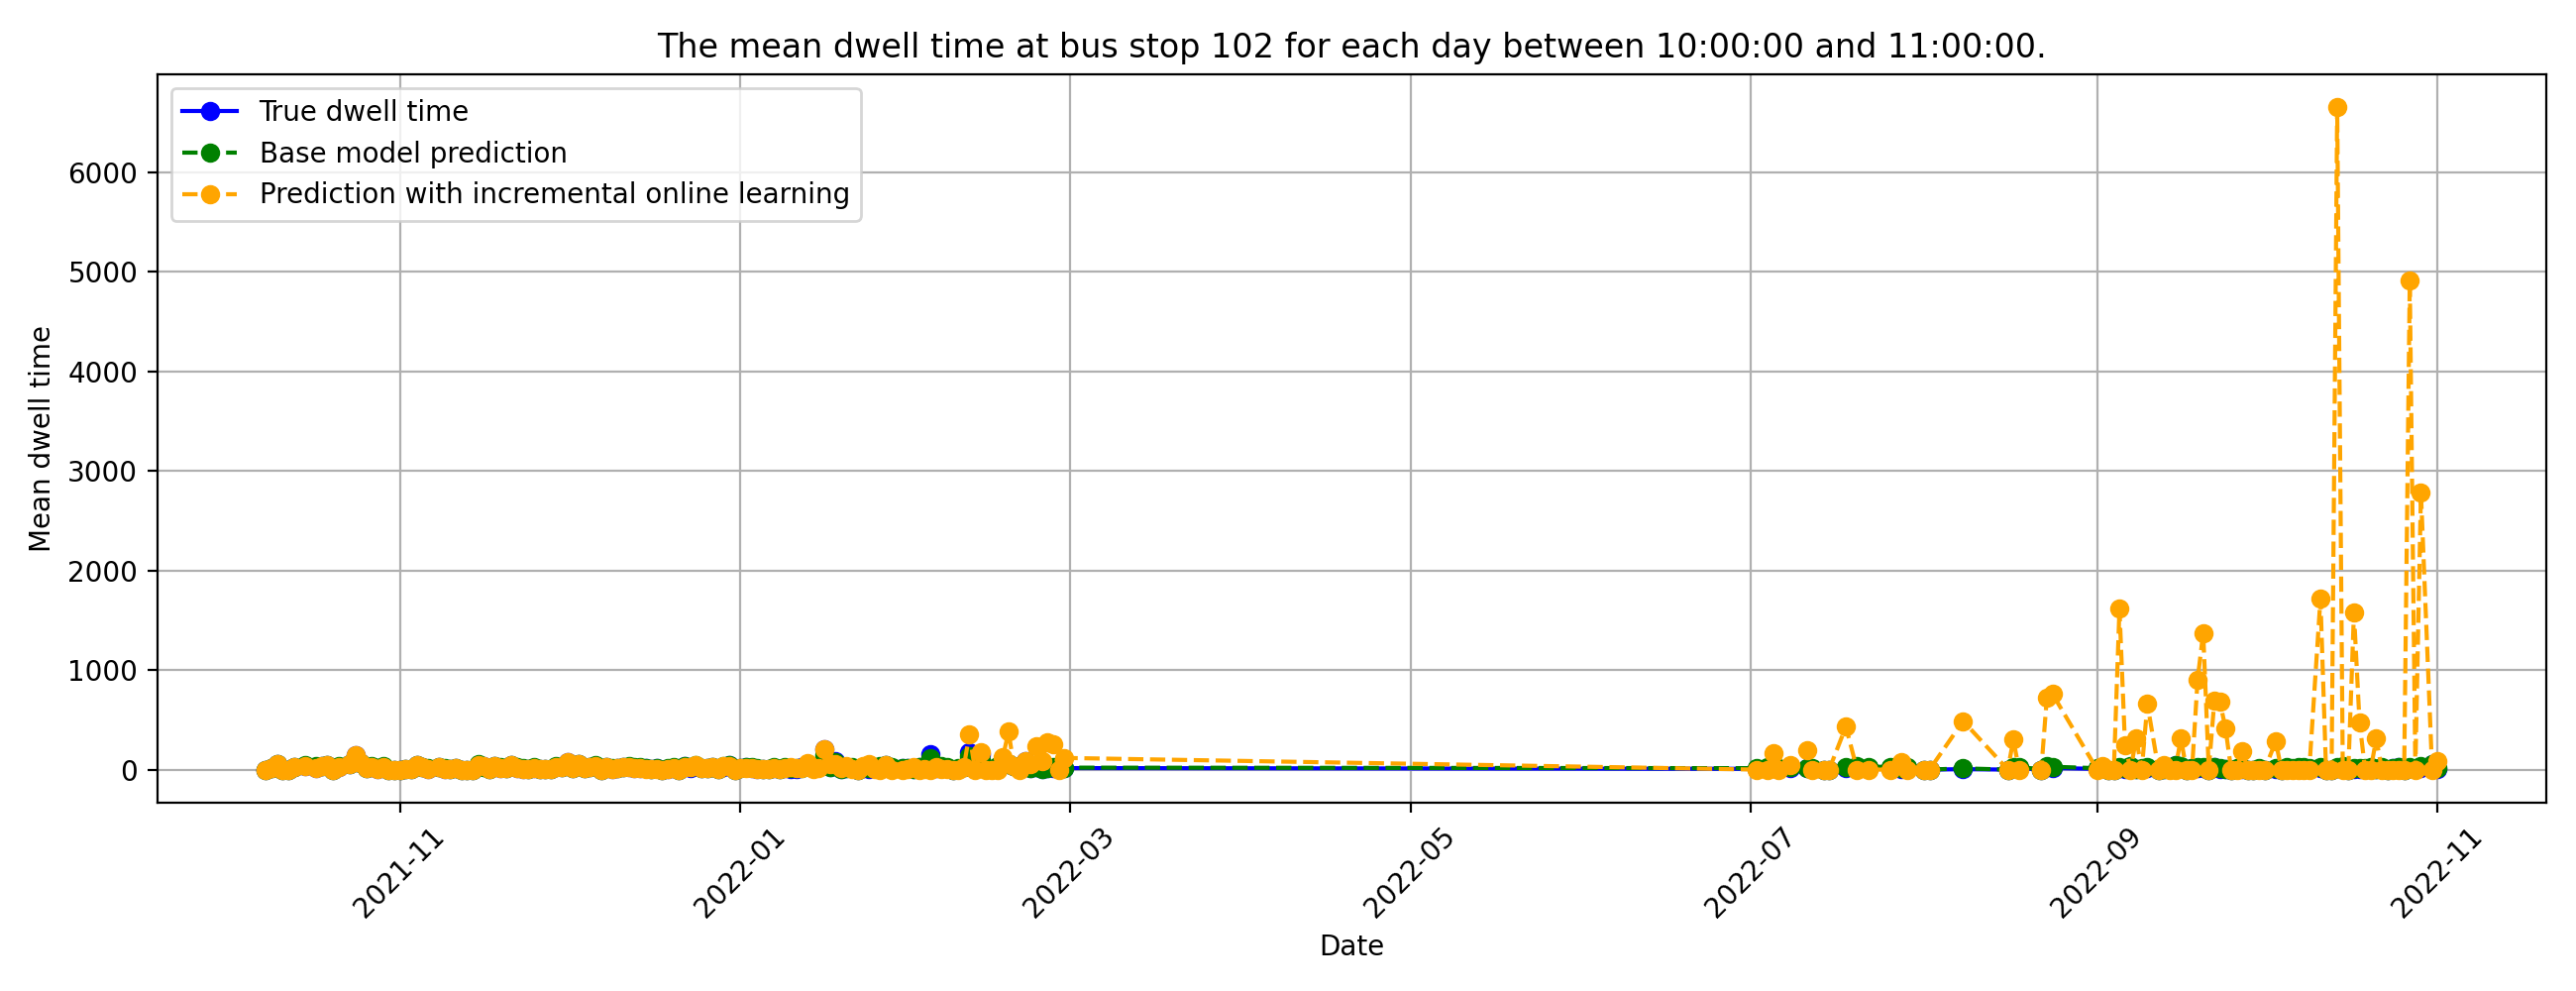 The mean dwell time at bus stop 102 for each day between 10:00:00 and 11:00:00.
True dwell time
Base model prediction
Prediction with incremental online learning
Mean dwell time
6000
5000
4000
3000
2000
1000
0
2021-11
2022-01
2022-03
2022-05
2022-07
2022-09
2022-11
Date